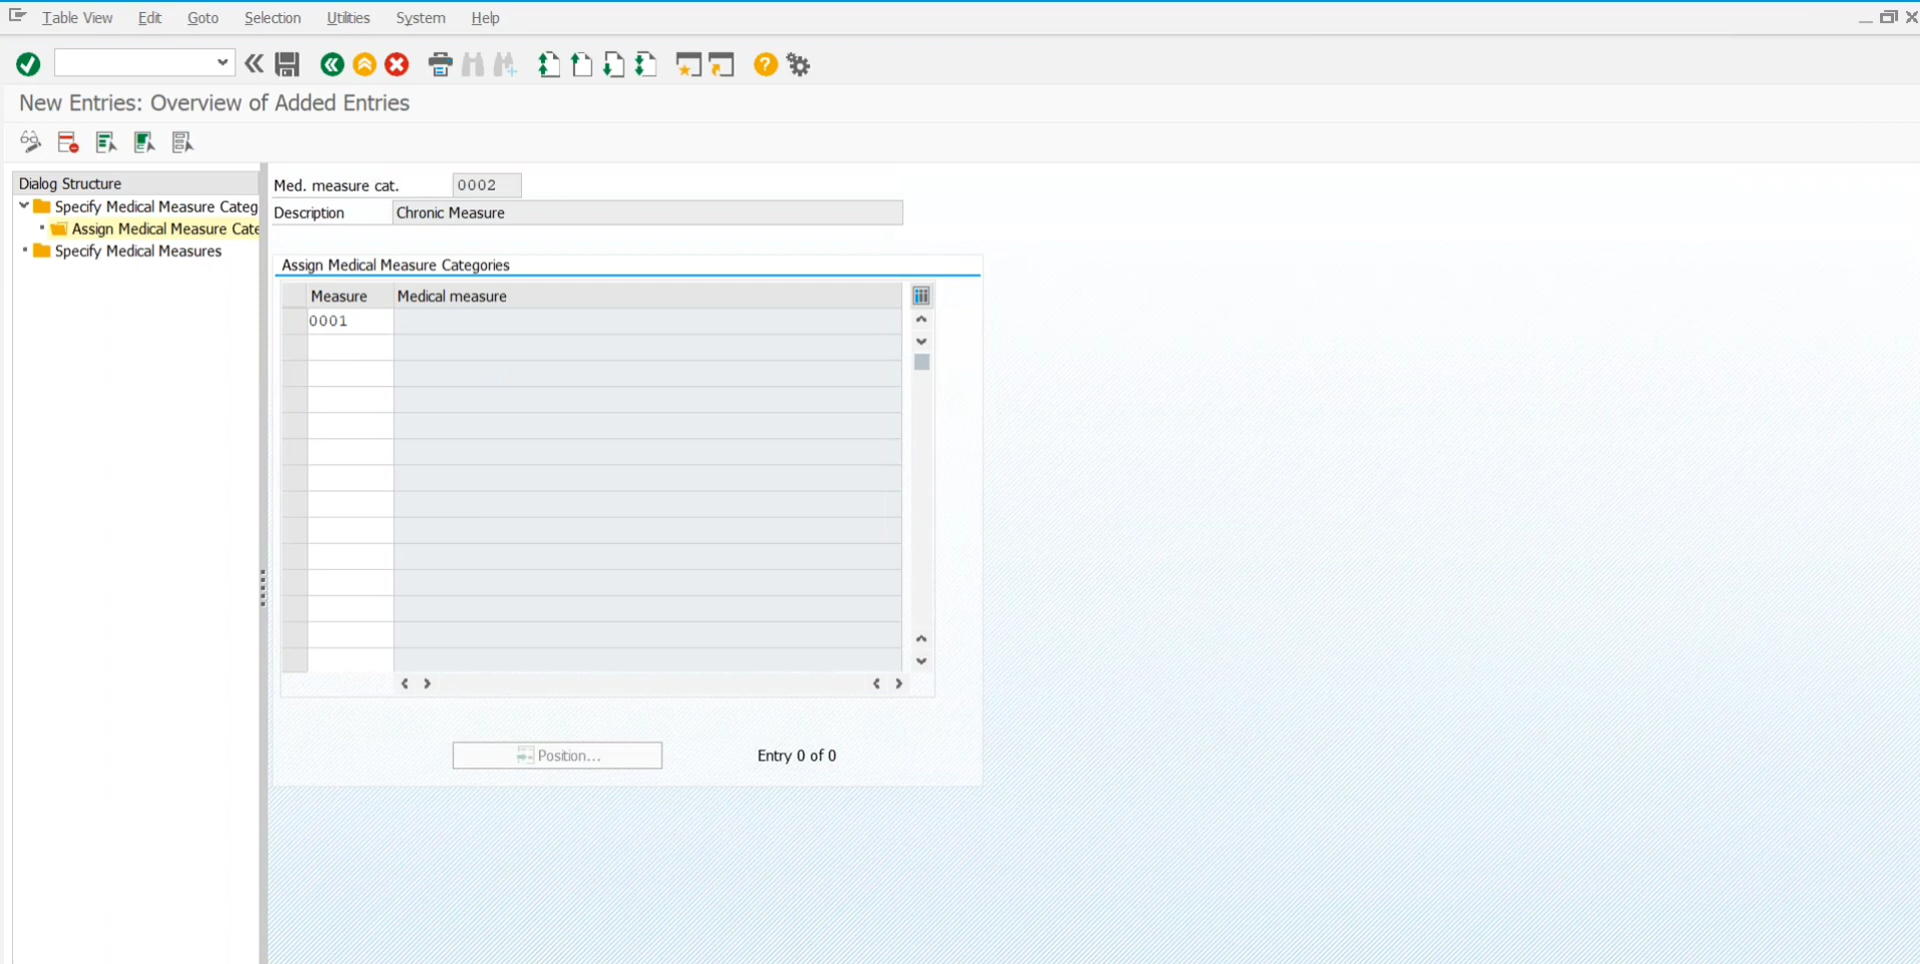 Table View Edit Goto Selection Utilities System Help
New Entries: Overview of Added Entries
Dialog Structure
Specify Medical Measure Categ
Assign Medical Measure Cate
Specify Medical Measures
Med. measure cat. 0002
Description Chronic Measure
Assign Medical Measure Categories
Measure Medical measure
0001
Position...
Entry 0 of 0